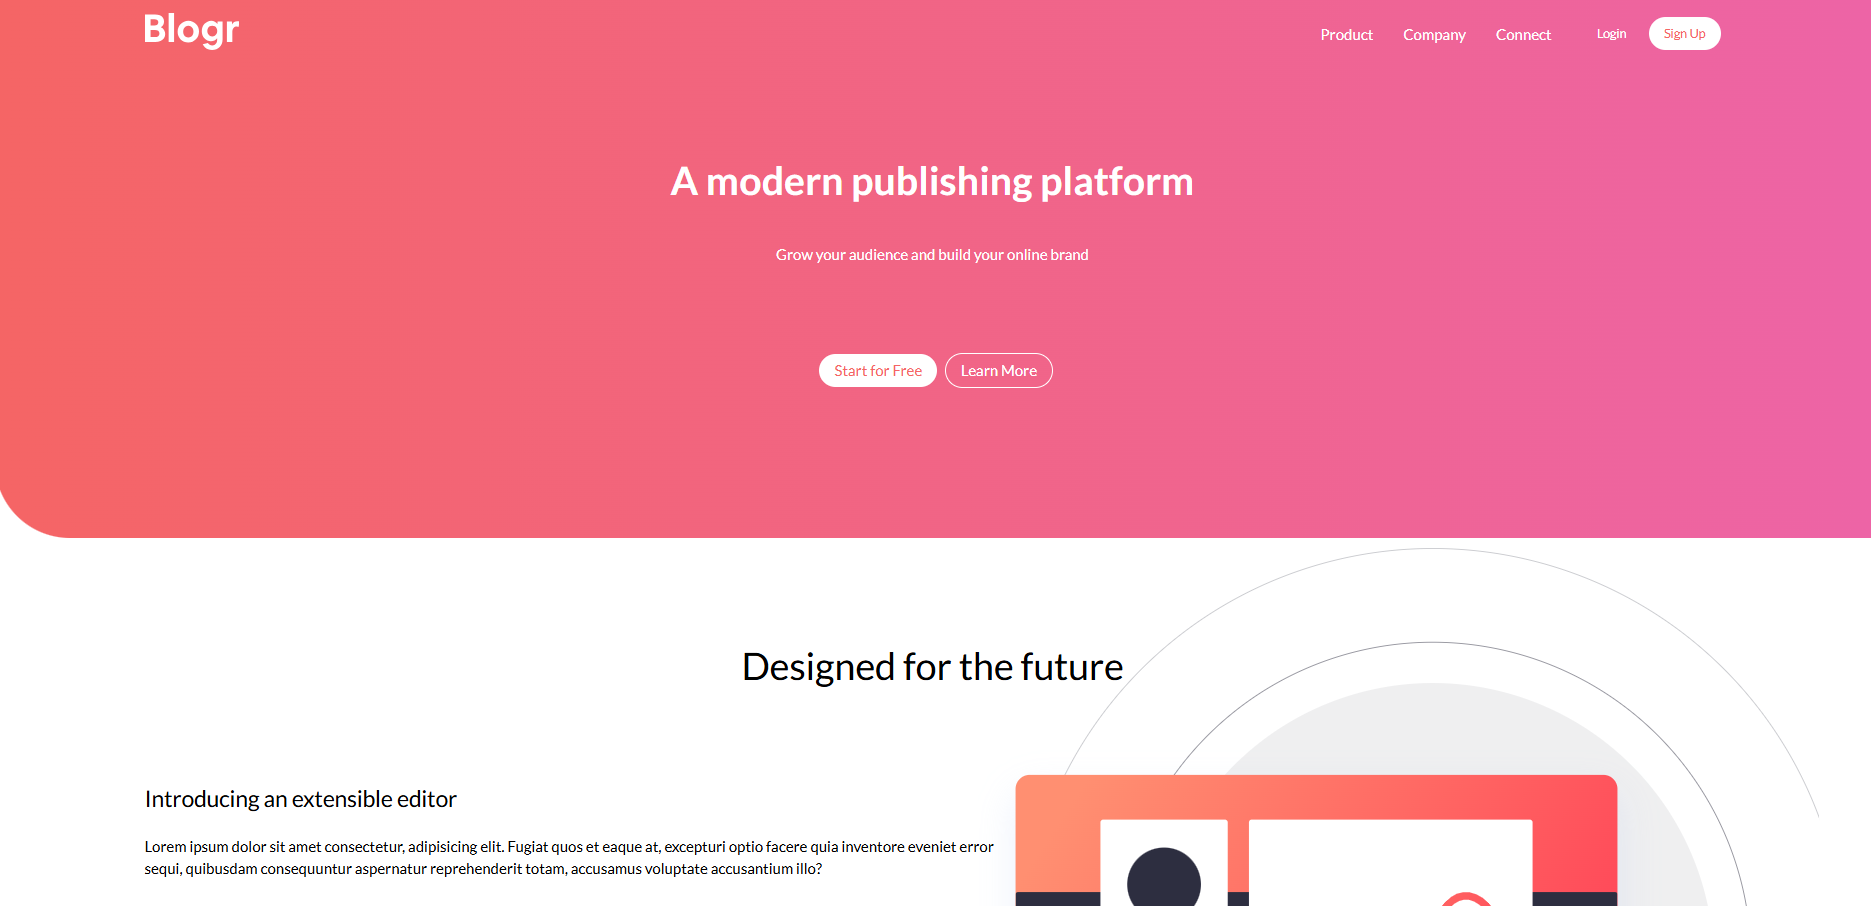 Blogr
Product Company Connect Login Sign Up
A modern publishing platform
Grow your audience and build your online brand
Start for Free Learn More
Designed for the future
Introducing an extensible editor
Lorem ipsum dolor sit amet consectetur, adipisicing elit. Fugiat quos et eaque at, excepturi optio facere quia inventore eveniet error
sequi, quibusdam consequuntur aspernatur reprehenderit totam, accusamus voluptate accusantium illo?